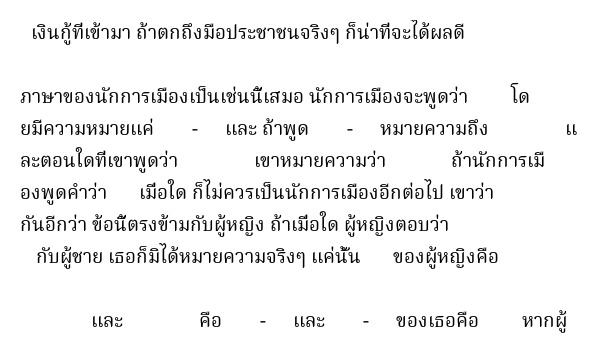 เงินกู้ที่เข้ามา ถ้าตกถึงมือประชาชนจริงๆ ก็น่าที่จะได้ผลดี
ภาษาของนักการเมืองเป็นเช่นนี้เสมอ นักการเมืองจะพูดว่า โด
ยมีความหมายแค่ - และ ถ้าพูด - หมายความถึง แ
ละตอนใดที่เขาพูดว่า เขาหมายความว่า ถ้านักการเมื
องพูดคำว่า เมื่อใด ก็ไม่ควรเป็นนักการเมืองอีกต่อไป เขาว่า
กันอีกว่า ข้อนี้ตรงข้ามกับผู้หญิง ถ้าเมื่อใด ผู้หญิงตอบว่า
กับผู้ชาย เธอก็มิได้หมายความจริงๆ แค่นั้น ของผู้หญิงคือ
และ คือ - และ - ของเธอคือ หากผู้